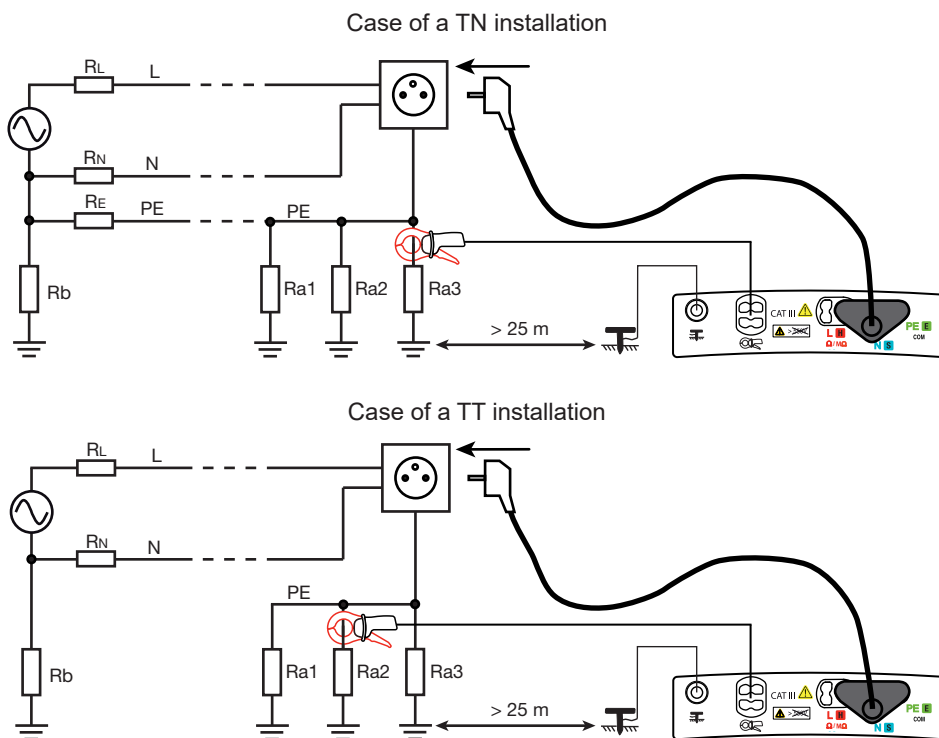 Case of a TN installation
RL
L
RN
N
RE
PE
PE
Rb
Ra1
Ra2
Ra3
> 25 m
CAT III
L H
Ω/MΩ
N S
PE E
COM
Case of a TT installation
RL
L
RN
N
PE
Rb
Ra1
Ra2
Ra3
> 25 m
CAT III
L H
Ω/MΩ
N S
PE E
COM